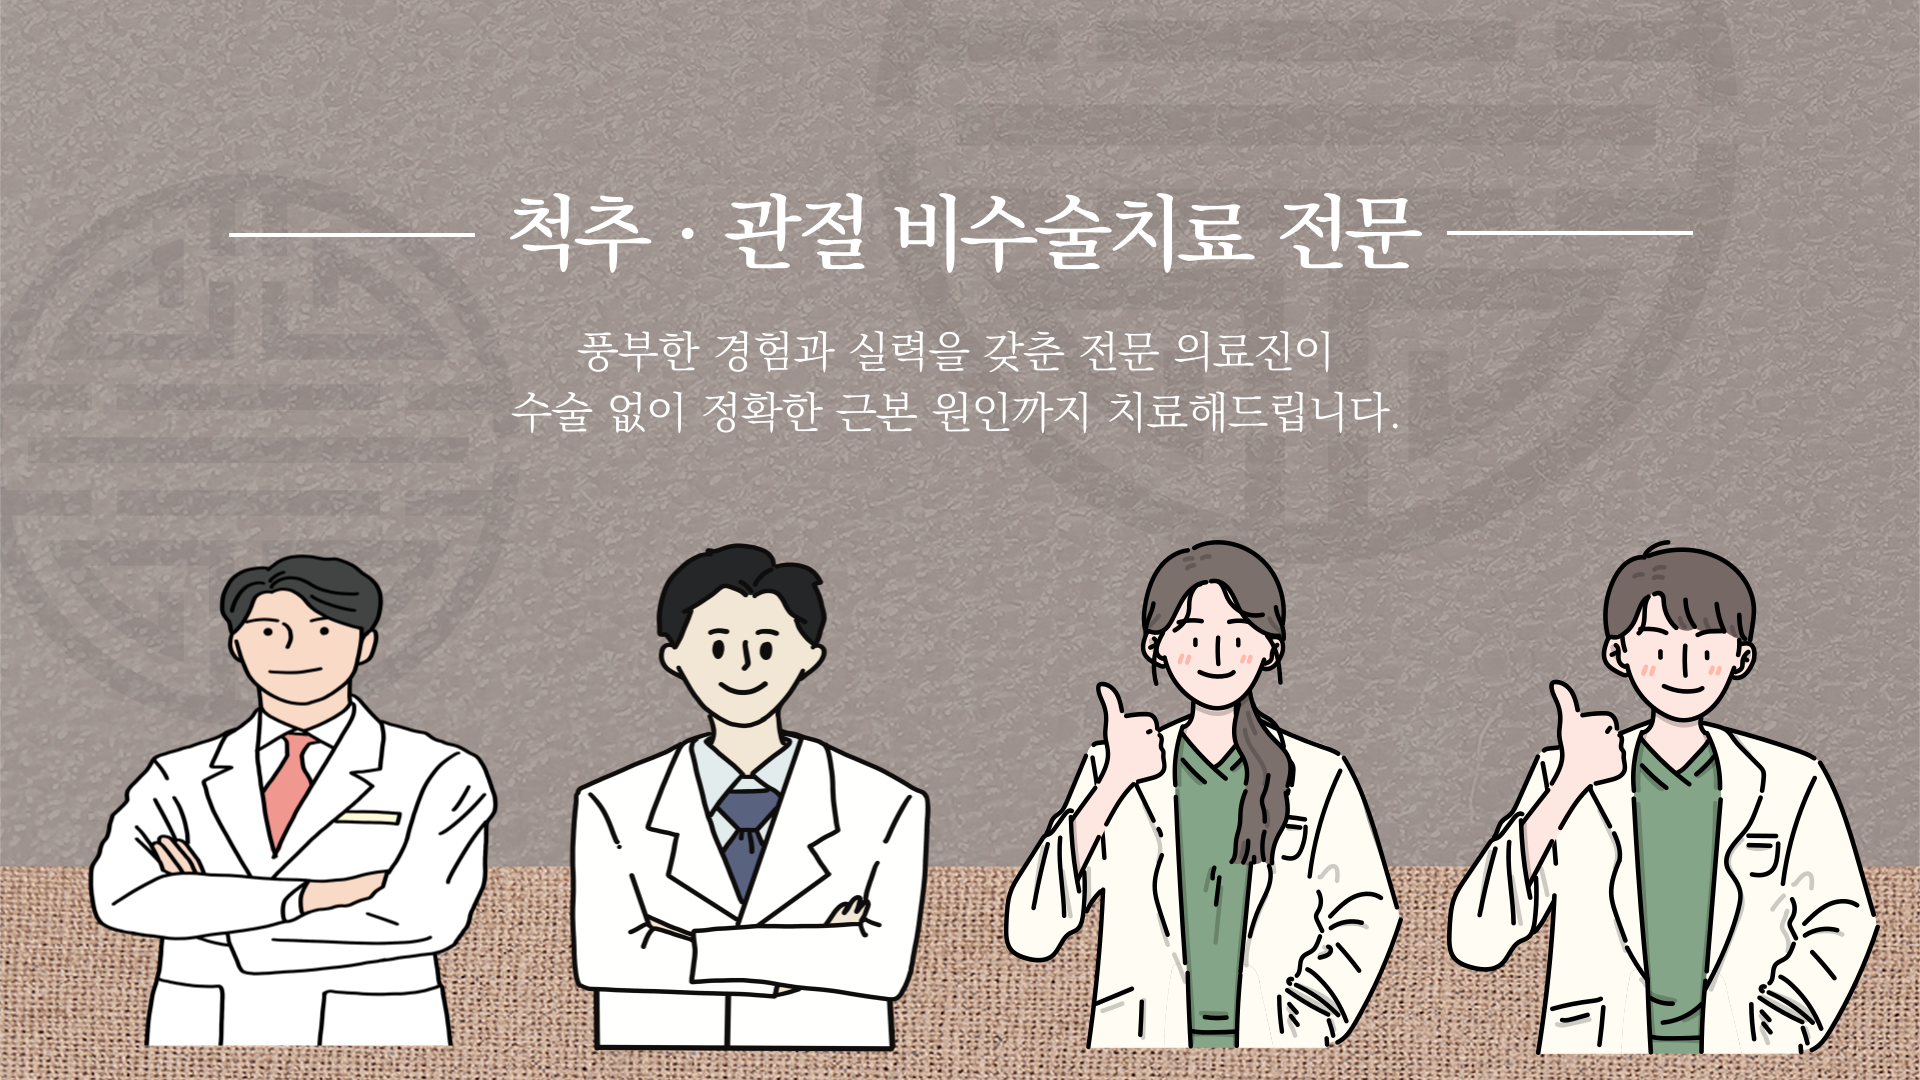 척추 · 관절 비수술치료 전문
풍부한 경험과 실력을 갖춘 전문 의료진이
수술 없이 정확한 근본 원인까지 치료해드립니다.